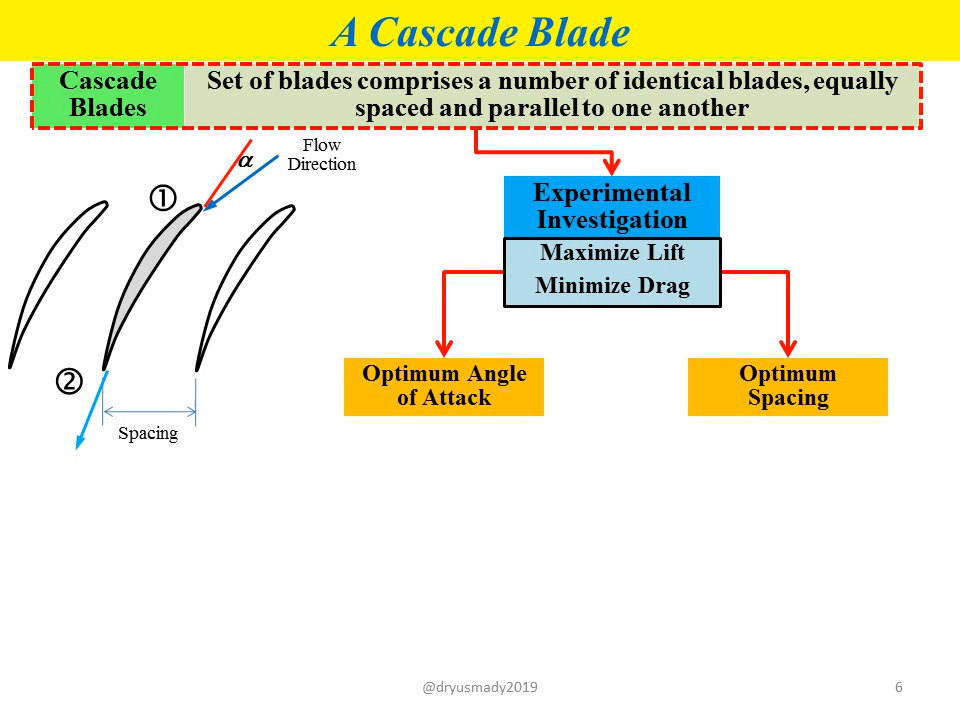 A Cascade Blade
Cascade
Blades
Set of blades comprises a number of identical blades, equally
spaced and parallel to one another
Flow
Direction
α
①
②
Spacing
Experimental
Investigation
Maximize Lift
Minimize Drag
Optimum Angle
of Attack
Optimum
Spacing
@dryusmady2019
6